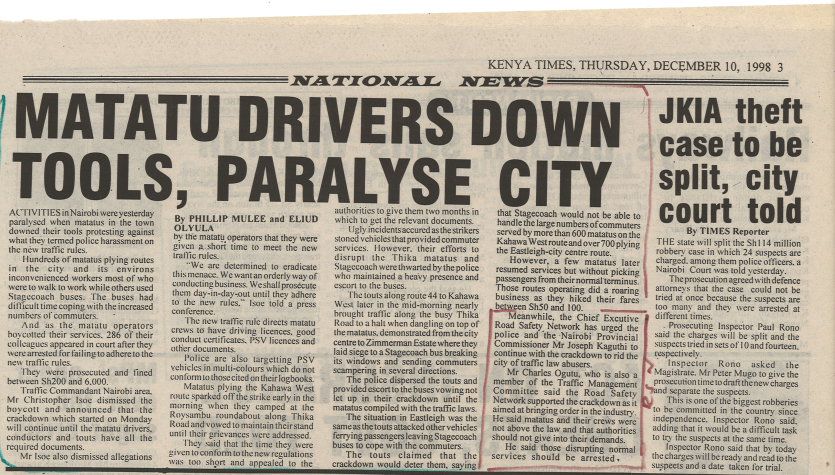 KENYA TIMES, THURSDAY, DECEMBER 10, 1998 3
NATIONAL NEWS
MATATU DRIVERS DOWN
TOOLS, PARALYSE CITY
ACTIVITIES in Nairobi were yesterday
paralysed when matatus in the town
downed their tools protesting against
what they termed police harassment on
the new traffic rules.
Hundreds of matatus plying routes
in the city and its environs
inconvenienced workers most of who
were to walk to work while others used
Stagecoach buses. The buses had
difficult time coping with the increased
numbers of commuters.
And as the matatu operators
boycotted their services, 286 of their
colleagues appeared in court after they
were arrested for failing to adhere to the
new traffic rules.
They were prosecuted and fined
between Sh200 and 6,000.
Traffic Commandant Nairobi area,
Mr Christopher Isoe dismissed the
boycott and announced that the
crackdown which started on Monday
will continue until the matatu drivers,
conductors and touts have all the
required documents.
Mr Isoe also dismissed allegations
By PHILLIP MULEE and ELIUD
OLYULA
by the matatu operators that they were
given a short time to meet the new
traffic rules.
"We are determined to eradicate
this menace. We want an orderly way of
conducting business. We shall prosecute
them day-in-day-out until they adhere
to the new rules," Isoe told a press
conference.
The new traffic rule directs matatu
crews to have driving licences, good
conduct certificates, PSV licences and
other documents.
Police are also targetting PSV
vehicles in multi-colours which do not
conform to those cited on their logbooks.
Matatus plying the Kahawa West
route sparked off the strike early in the
morning when they camped at the
Roysambu roundabout along Thika
Road and vowed to maintain their stand
until their grievances were addressed.
They said that the time they were
given to conform to the new regulations
was too short and appealed to the
authorities to give them two months in
which to get the relevant documents.
Ugly incidents accured as the strikers
stoned vehicles that provided commuter
services. However, their efforts to
disrupt the Thika matatus and
Stagecoach were thwarted by the police
who maintained a heavy presence and
escort to the buses.
The touts along route 44 to Kahawa
West later in the mid-morning nearly
brought traffic along the busy Thika
Road to a halt when dangling on top of
the matatus, demonstrated from the city
centre to Zimmerman Estate where they
laid siege to a Stagecoach bus breaking
its windows and sending commuters
scampering in several directions.
The police dispersed the touts and
provided escort to the buses vowing not
let up in their crackdown until the
matatus complied with the traffic laws.
The situation in Eastleigh was the
same as the touts attacked other vehicles
ferrying passengers leaving Stagecoach
buses to cope with the commuters.
The touts claimed that the
crackdown would deter them, saying
that Stagecoach would not be able to
handle the large numbers of commuters
served by more than 600 matatus on the
Kahawa West route and over 700 plying
the Eastleigh-city centre route.
However, a few matatus later
resumed services but without picking
passengers from their normal terminus.
Those routes operating did a roaring
business as they hiked their fares
between Sh50 and 100.
Meanwhile, the Chief Executive
Road Safety Network has urged the
police and the Nairobi Provincial
Commissioner Mr Joseph Kaguthi to
continue with the crackdown to rid the
city of traffic law abusers.
Mr Charles Ogutu, who is also a
member of the Traffic Management
Committee said the Road Safety
Network supported the crackdown as it
aimed at bringing order in the industry.
He said matatus and their crews were
not above the law and that authorities
should not give into their demands.
He said those disrupting normal
services should be arrested.
JKIA theft
case to be
split, city
court told
By TIMES Reporter
THE state will split the Sh114 million
robbery case in which 24 suspects are
charged, among them police officers, a
Nairobi Court was told yesterday.
The prosecution agreed with defence
attorneys that the case could not be
tried at once because the suspects are
too many and they were arrested at
different times.
Prosecuting Inspector Paul Rono
said the charges will be split and the
suspects tried in sets of 10 and fourteen,
respectively.
Inspector Rono asked the
Magistrate, Mr Peter Mugo to give the
prosecution time to draft the new charges
and separate the suspects.
This is one of the biggest robberies
to be committed in the country since
independence. Inspector Rono said,
adding that it would be a difficult task
to try the suspects at the same time.
Inspector Rono said that by today
the charges will be ready and read to the
suspects and a date taken for trial.